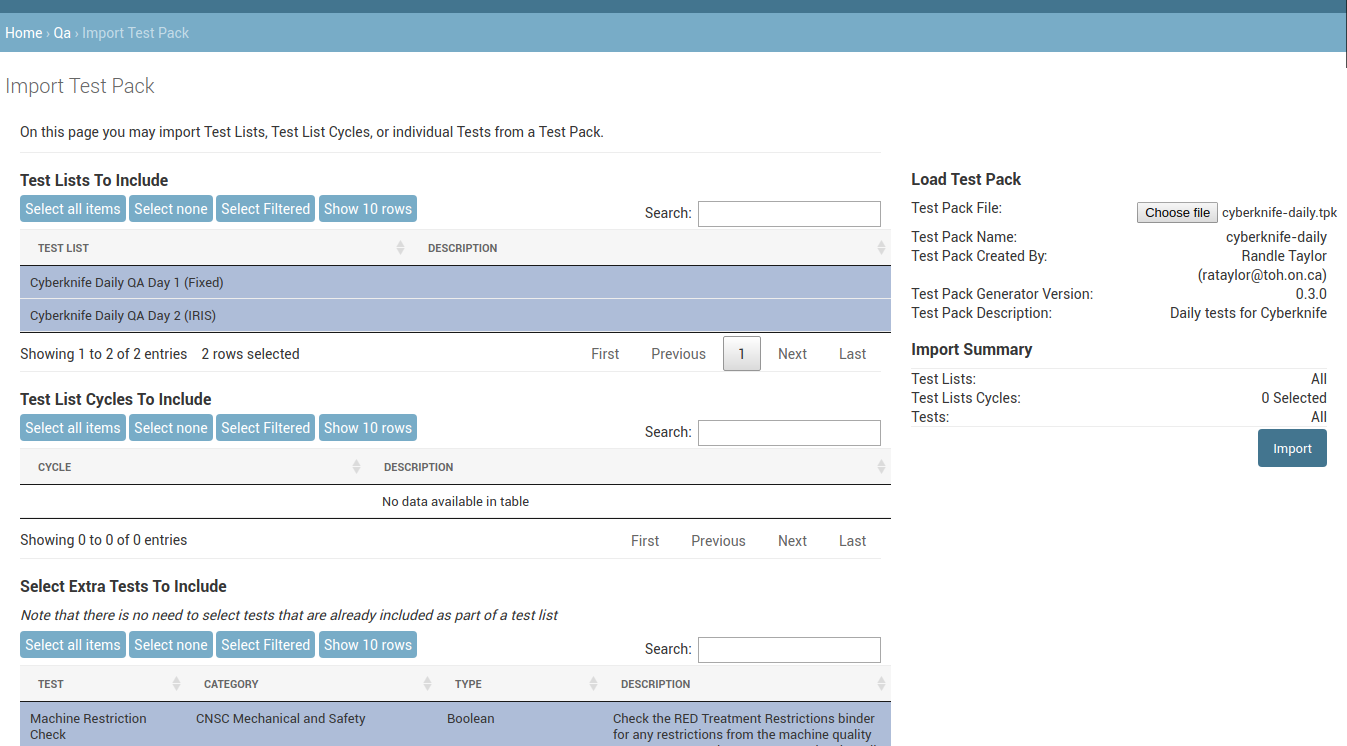 Home › Qa › Import Test Pack
Import Test Pack
On this page you may import Test Lists, Test List Cycles, or individual Tests from a Test Pack.
Test Lists To Include
Select all items Select none Select Filtered Show 10 rows
Search:
TEST LIST DESCRIPTION
Cyberknife Daily QA Day 1 (Fixed)
Cyberknife Daily QA Day 2 (IRIS)
Showing 1 to 2 of 2 entries 2 rows selected
First Previous 1 Next Last
Test List Cycles To Include
Select all items Select none Select Filtered Show 10 rows
Search:
CYCLE DESCRIPTION
No data available in table
Showing 0 to 0 of 0 entries
First Previous Next Last
Select Extra Tests To Include
Note that there is no need to select tests that are already included as part of a test list
Select all items Select none Select Filtered Show 10 rows
Search:
TEST CATEGORY TYPE DESCRIPTION
Machine Restriction CNSC Mechanical and Safety Boolean Check the RED Treatment Restrictions binder
Check for any restrictions from the machine quality
Load Test Pack
Test Pack File: Choose file cyberknife-daily.tpk
Test Pack Name: cyberknife-daily
Test Pack Created By: Randle Taylor
(rataylor@toh.on.ca)
Test Pack Generator Version: 0.3.0
Test Pack Description: Daily tests for Cyberknife
Import Summary
Test Lists: All
Test Lists Cycles: 0 Selected
Tests: All
Import